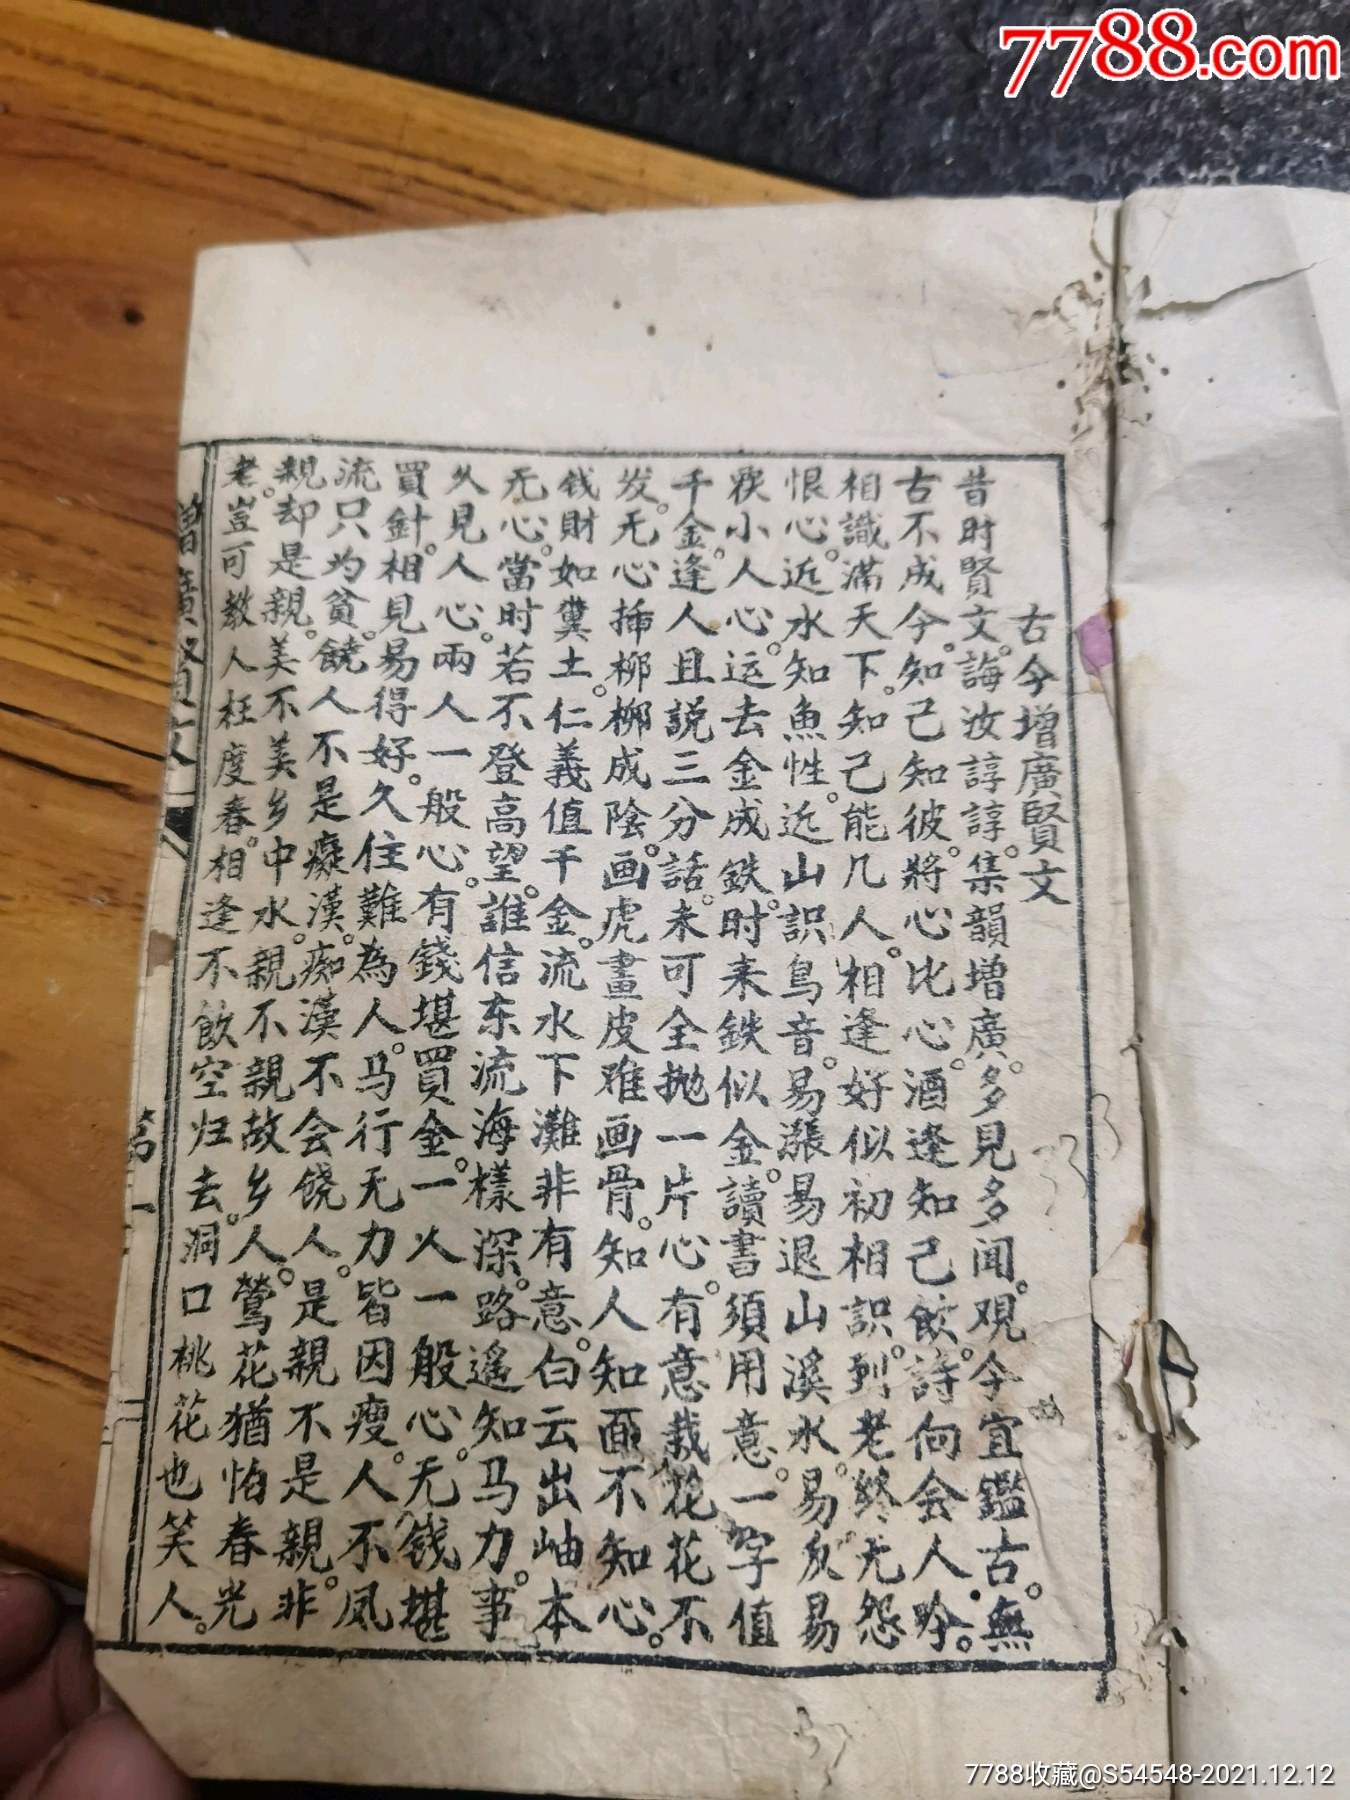 7788.com
古今增廣賢文
昔时賢文。誨汝諄諄。集韻增廣。多見多闻。观今宜鑑古。無
古不成今。知己知彼。將心比心。酒逢知己飲。詩向会人吟。
相識滿天下。知己能几人。相逢好似初相识。到老終无怨
恨心。近水知魚性。近山识鸟音。易漲易退山溪水。易反易
小人心。运去金成鉄。时来鉄似金。讀書須用意。一字值
千金。逢人且説三分話。未可全抛一片心。有意栽花花不
发。无心插柳柳成陰。画虎畫皮难画骨。知人知面不知心。
钱財如糞土。仁義值千金。流水下灘非有意。白云出岫本
无心。當时若不登高望。誰信东流海樣深。路遙知马力。事
久見人心。兩人一般心。有錢堪買金。一人一般心。无钱堪
買針。相見易得好。久住難為人。马行无力皆因瘦。人不风
流只为貧。饒人不是癡漢。痴漢不会饶人。是親不是親。非
親却是親。美不美乡中水。親不親故乡人。鶯花猶怕春光
老。豈可教人枉度春。相逢不飲空归去。洞口桃花也笑人。
增廣賢文
7788收藏@S54548-2021.12.12